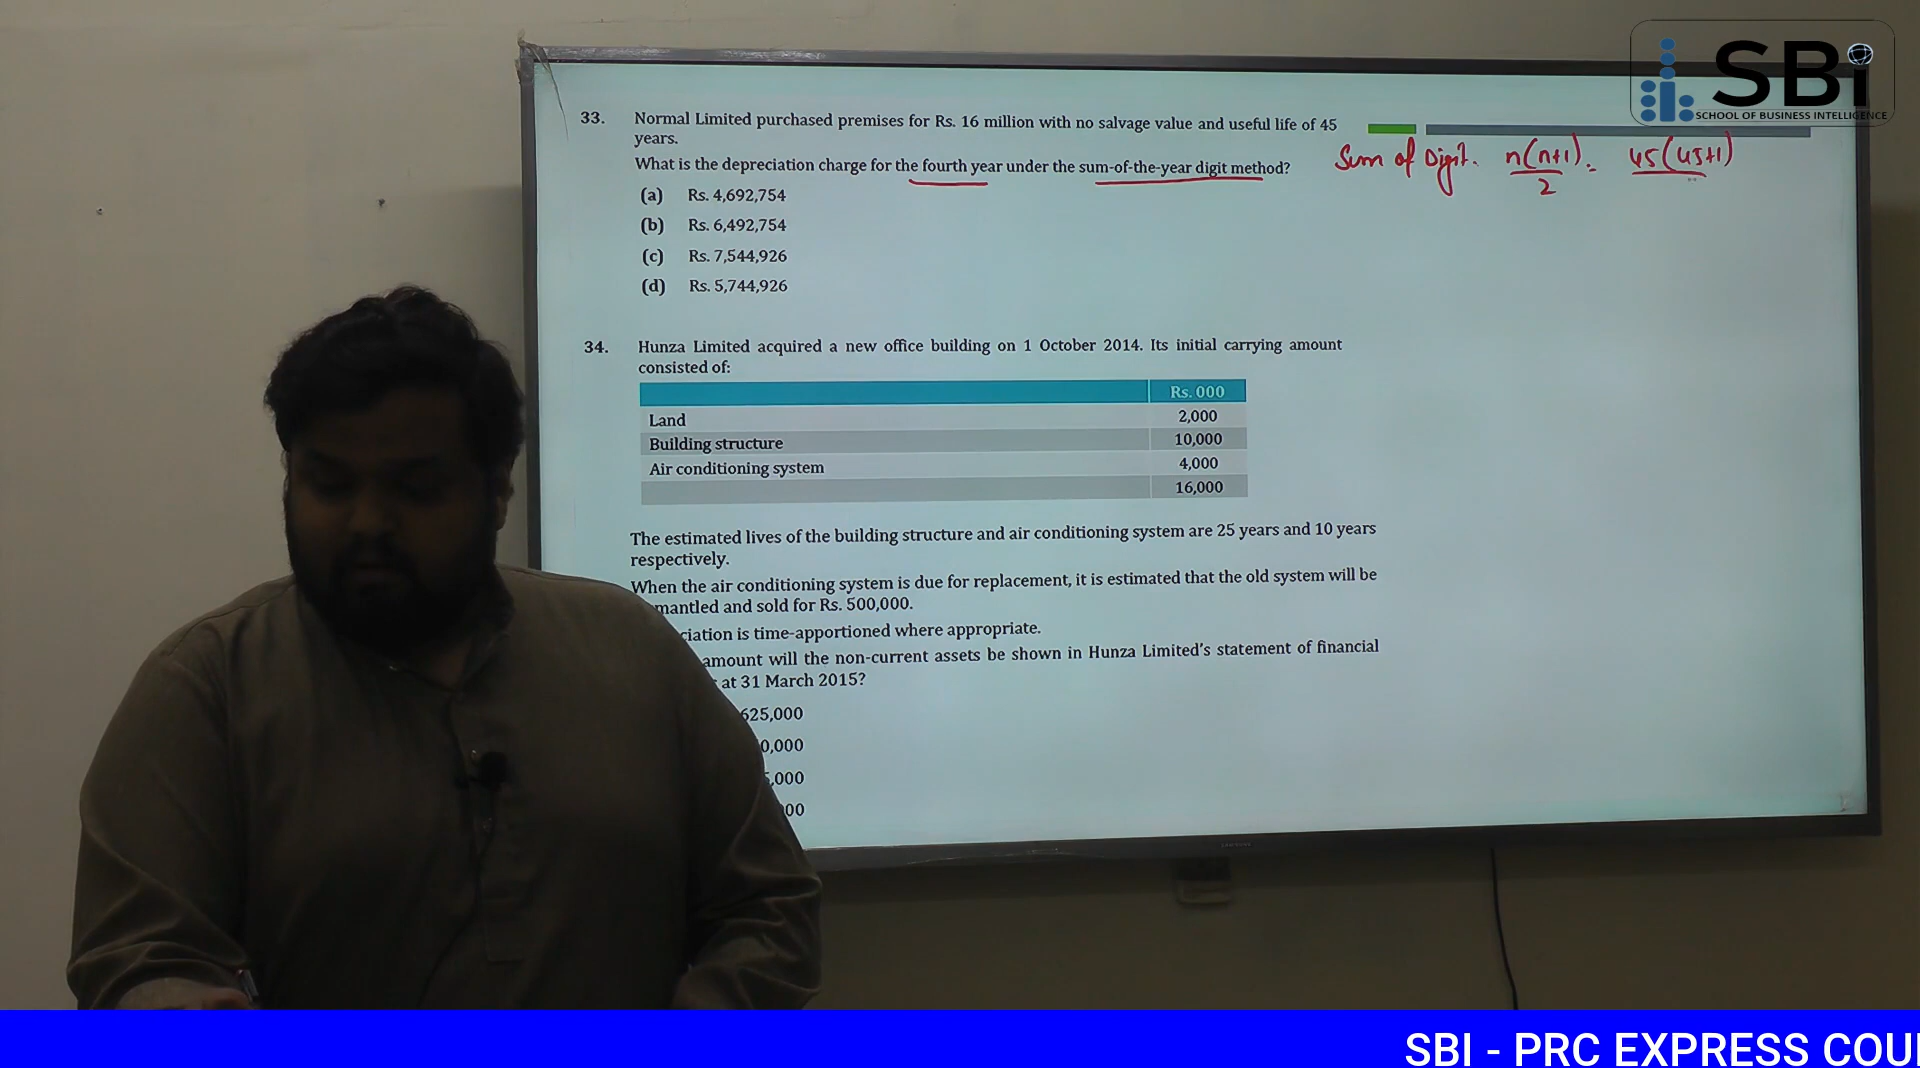 SBi
SCHOOL OF BUSINESS INTELLIGENCE
33. Normal Limited purchased premises for Rs. 16 million with no salvage value and useful life of 45
years.
What is the depreciation charge for the fourth year under the sum-of-the-year digit method?
(a) Rs. 4,692,754
(b) Rs. 6,492,754
(c) Rs. 7,544,926
(d) Rs. 5,744,926
Sum of Digit. n(n+1) = 45(45+1)
2
34. Hunza Limited acquired a new office building on 1 October 2014. Its initial carrying amount
consisted of:
Rs. 000
Land 2,000
Building structure 10,000
Air conditioning system 4,000
16,000
The estimated lives of the building structure and air conditioning system are 25 years and 10 years
respectively.
When the air conditioning system is due for replacement, it is estimated that the old system will be
mantled and sold for Rs. 500,000.
ciation is time-apportioned where appropriate.
amount will the non-current assets be shown in Hunza Limited's statement of financial
at 31 March 2015?
625,000
0,000
5,000
00
SBI - PRC EXPRESS COU